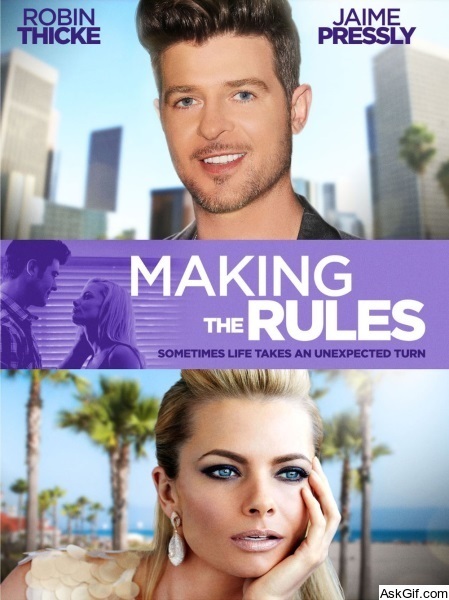 ROBIN
THICKE
JAIME
PRESSLY
MAKING
THE RULES
SOMETIMES LIFE TAKES AN UNEXPECTED TURN
AskGif.com